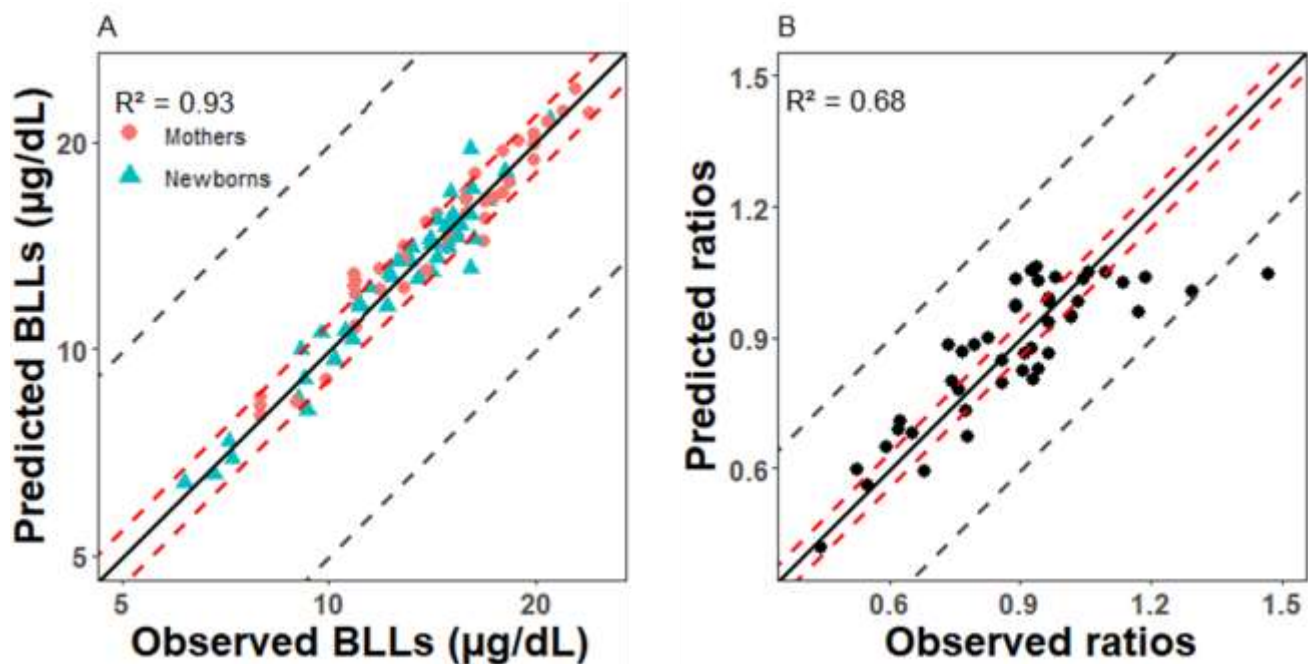 A
R² = 0.93
Mothers
Newborns
20
10
5
5 10 20
Predicted BLLs (µg/dL)
Observed BLLs (µg/dL)
B
R² = 0.68
1.5
1.2
0.9
0.6
0.6 0.9 1.2 1.5
Predicted ratios
Observed ratios